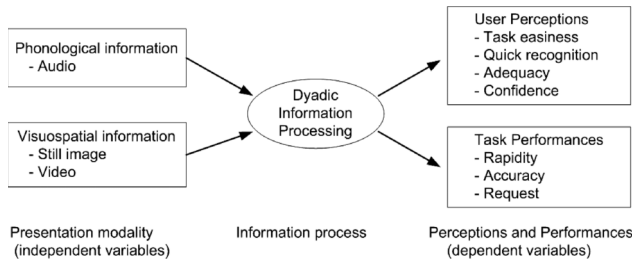 Phonological information
- Audio
Visuospatial information
- Still image
- Video
Dyadic
Information
Processing
User Perceptions
- Task easiness
- Quick recognition
- Adequacy
- Confidence
Task Performances
- Rapidity
- Accuracy
- Request
Presentation modality
(independent variables)
Information process
Perceptions and Performances
(dependent variables)